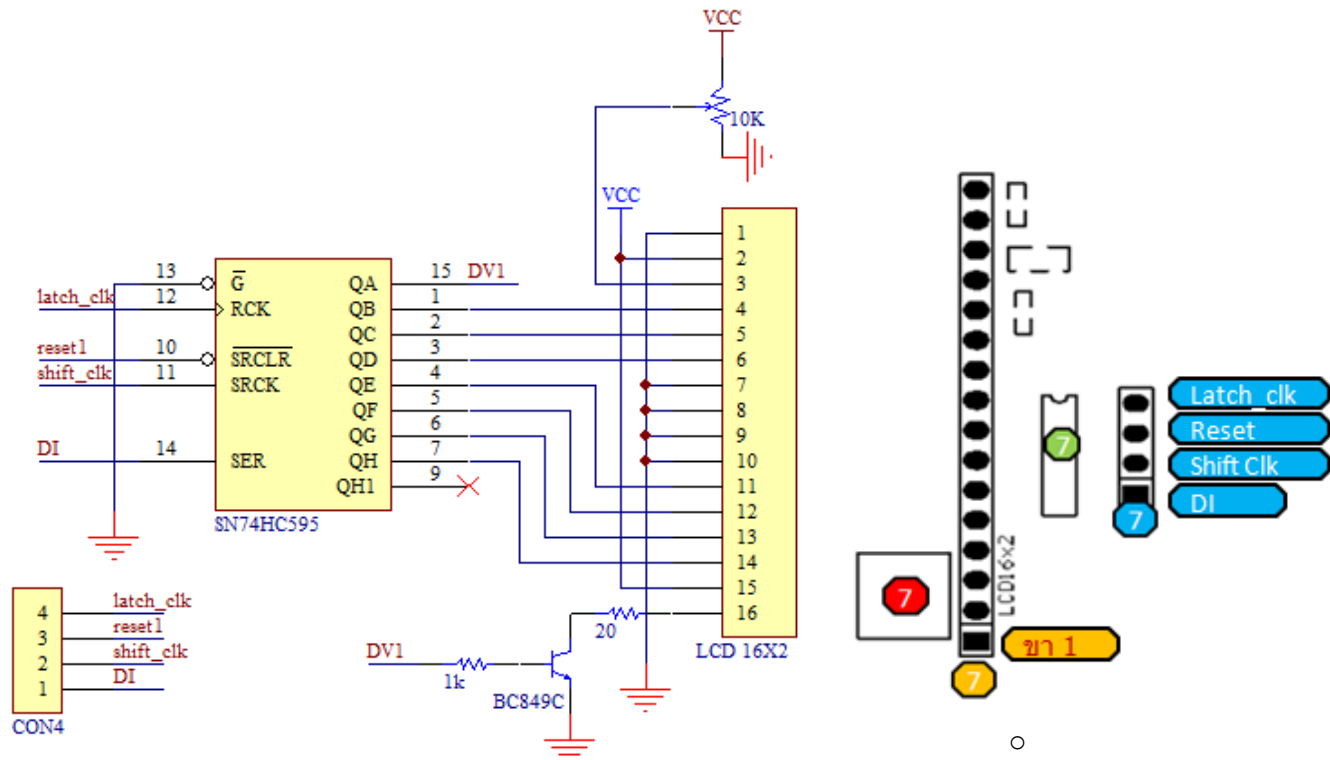 VCC
10K
VCC
1
2
3
4
5
6
7
8
9
10
11
12
13
14
15
16
LCD 16X2
13
latch_clk
12
reset1
10
shift_clk
11
DI
14
G
RCK
SRCLR
SRCK
SER
QA
QB
QC
QD
QE
QF
QG
QH
QH1
15
DV1
1
2
3
4
5
6
7
9
SN74HC595
4
latch_clk
3
reset1
2
shift_clk
1
DI
CON4
DV1
1k
BC849C
20
LCD16x2
7
7
7
ขา 1
7
Latch_clk
Reset
Shift Clk
DI